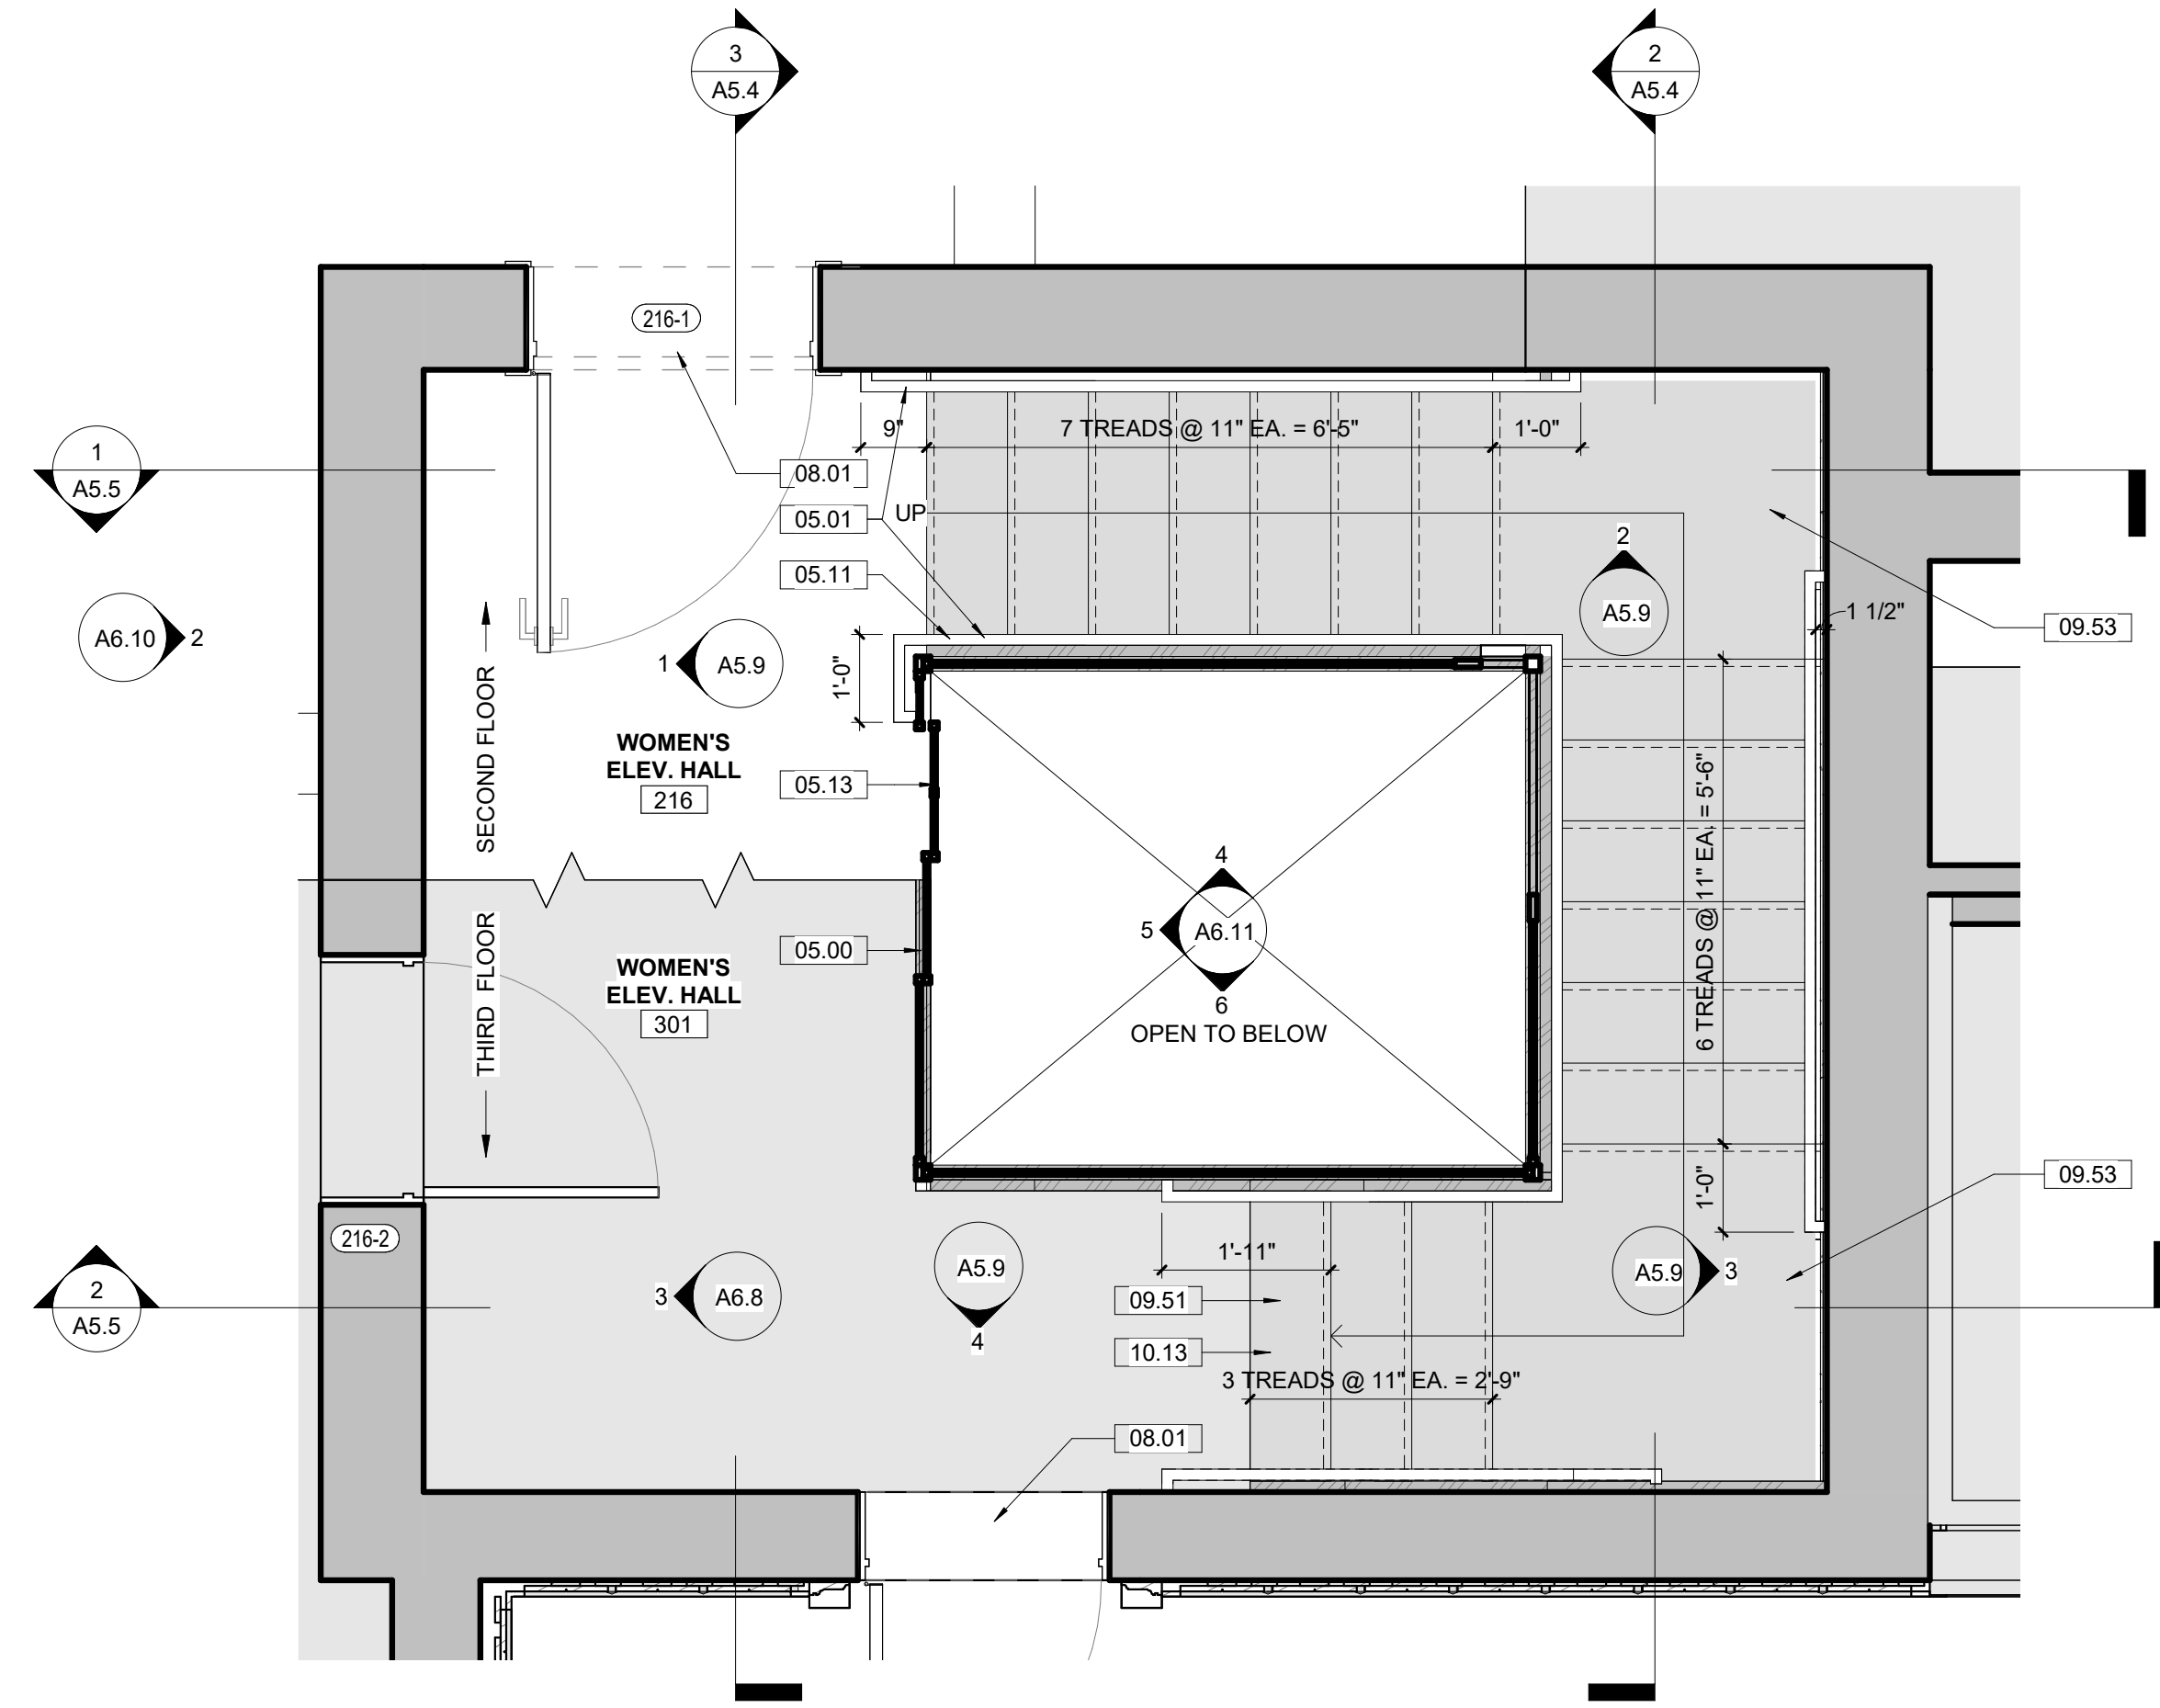 3
A5.4
2
A5.4
216-1
9"
7 TREADS @ 11" EA. = 6'-5"
1'-0"
1
A5.5
08.01
05.01
UP
05.11
2
A5.9
1 1/2"
09.53
A6.10
2
1
A5.9
1'-0"
SECOND FLOOR
WOMEN'S
ELEV. HALL
216
05.13
6 TREADS @ 11" EA. = 5'-6"
4
5
A6.11
6
OPEN TO BELOW
THIRD FLOOR
05.00
WOMEN'S
ELEV. HALL
301
1'-0"
09.53
216-2
1'-11"
A5.9
4
A5.9
3
2
A5.5
3
A6.8
09.51
10.13
3 TREADS @ 11" EA. = 2'-9"
08.01